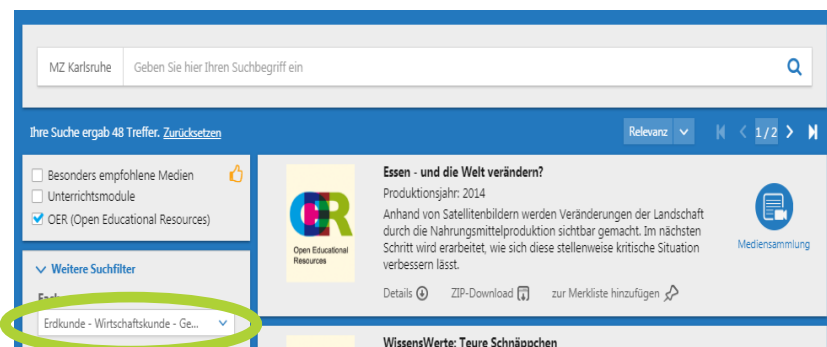 MZ Karlsruhe Geben Sie hier Ihren Suchbegriff ein
Ihre Suche ergab 48 Treffer. Zurücksetzen
Relevanz 1/2
Besonders empfohlene Medien
Unterrichtsmodule
OER (Open Educational Resources)
Weitere Suchfilter
Erdkunde - Wirtschaftskunde - Ge...
OER
Open Educational
Resources
Essen - und die Welt verändern?
Produktionsjahr: 2014
Anhand von Satellitenbildern werden Veränderungen der Landschaft
durch die Nahrungsmittelproduktion sichtbar gemacht. Im nächsten
Schritt wird erarbeitet, wie sich diese stellenweise kritische Situation
verbessern lässt.
Details ZIP-Download zur Merkliste hinzufügen
Mediensammlung
WissensWerte: Teure Schnäppchen